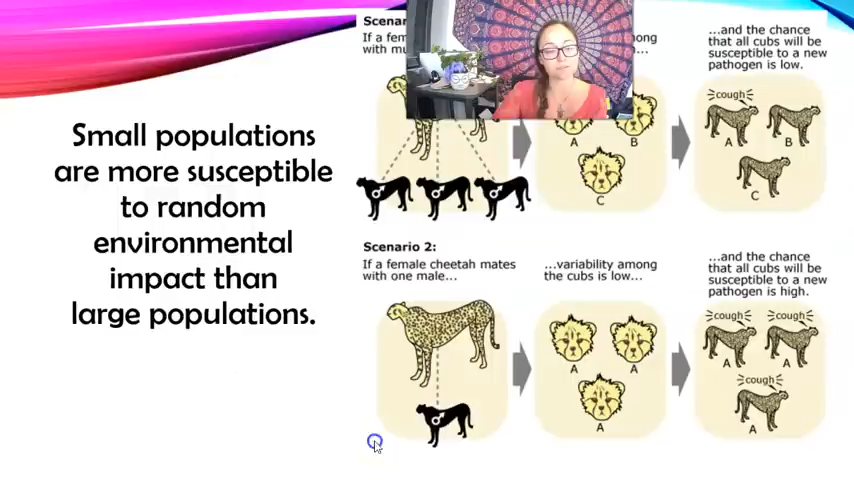 Small populations
are more susceptible
to random
environmental
impact than
large populations.
Scenar
If a fem
with mu
mong
...
...and the chance
that all cubs will be
susceptible to a new
pathogen is low.
A
B
C
cough
A
B
C
Scenario 2:
If a female cheetah mates
with one male...
...variability among
the cubs is low...
...and the chance
that all cubs will be
susceptible to a new
pathogen is high.
A
A
A
cough
cough
A
A
cough
A